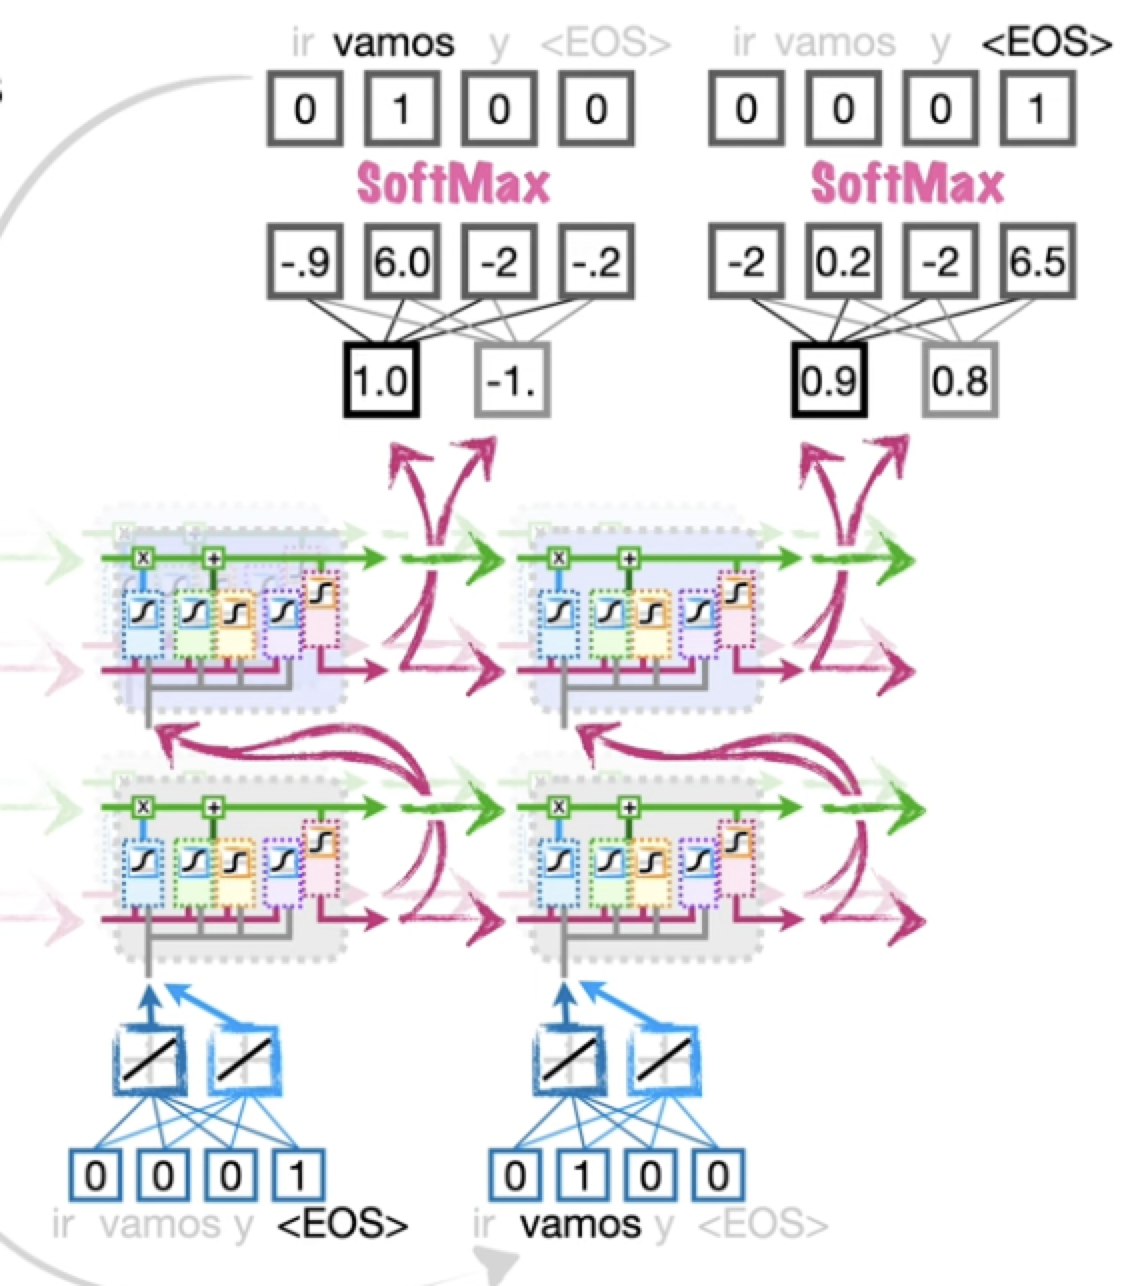 ir vamos y <EOS> ir vamos y <EOS>
0 1 0 0 0 0 0 1
SoftMax SoftMax
-.9 6.0 -2 -.2 -2 0.2 -2 6.5
1.0 -1. 0.9 0.8
x + x +
x + x +
0 0 0 1 0 1 0 0
ir vamos y <EOS> ir vamos y <EOS>